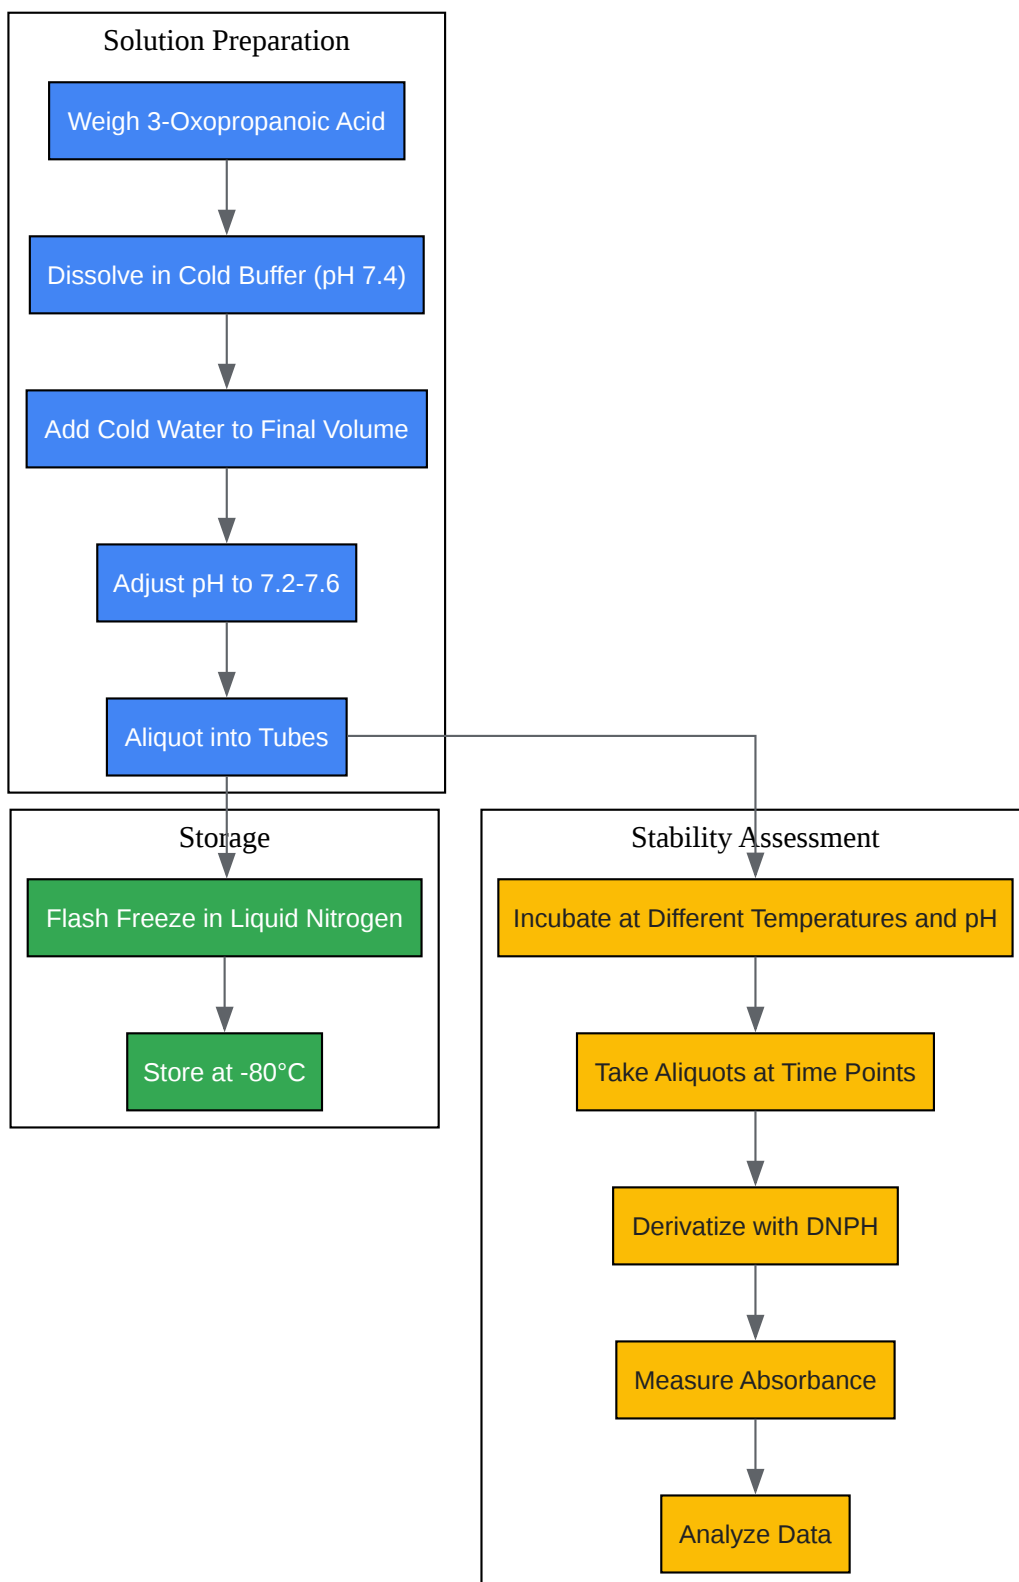 Solution Preparation
Weigh 3-Oxopropanoic Acid
Dissolve in Cold Buffer (pH 7.4)
Add Cold Water to Final Volume
Adjust pH to 7.2-7.6
Aliquot into Tubes
Storage
Flash Freeze in Liquid Nitrogen
Store at -80°C
Stability Assessment
Incubate at Different Temperatures and pH
Take Aliquots at Time Points
Derivatize with DNPH
Measure Absorbance
Analyze Data